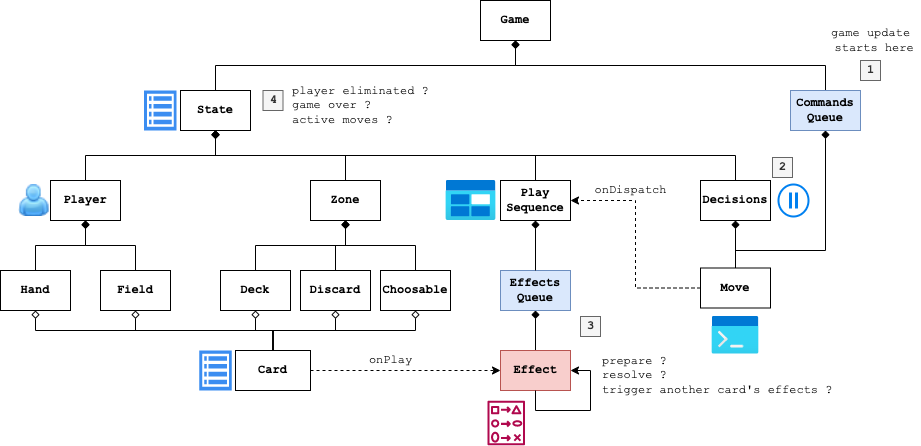 Game
game update
starts here
1
State
4
player eliminated ?
game over ?
active moves ?
Commands
Queue
2
Player
Zone
Play
Sequence
onDispatch
Decisions
Hand
Field
Deck
Discard
Choosable
Effects
Queue
Move
3
Card
onPlay
Effect
prepare ?
resolve ?
trigger another card's effects ?